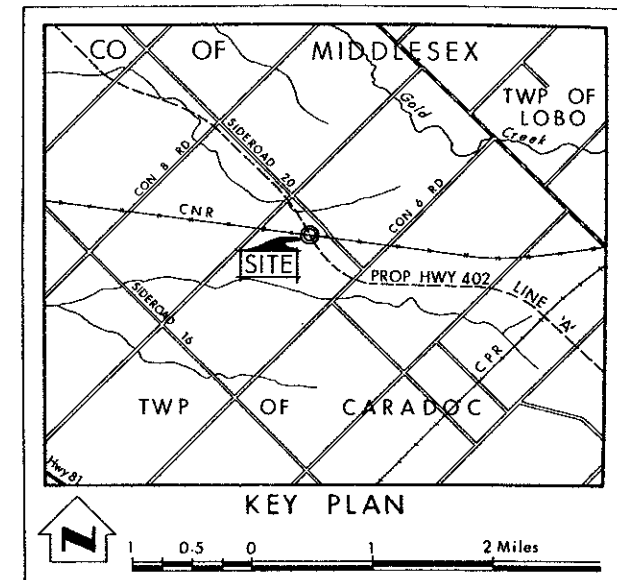 CO OF MIDDLESEX
TWP OF
LOBO
Gold
Creek
SIDEROAD 20
CON 8 RD
CON 6 RD
CNR
SITE
PROP HWY 402
LINE 'A'
SIDEROAD 16
CPR
TWP OF CARADOC
Hwy 81
KEY PLAN
N
1 0·5 0 1 2 Miles